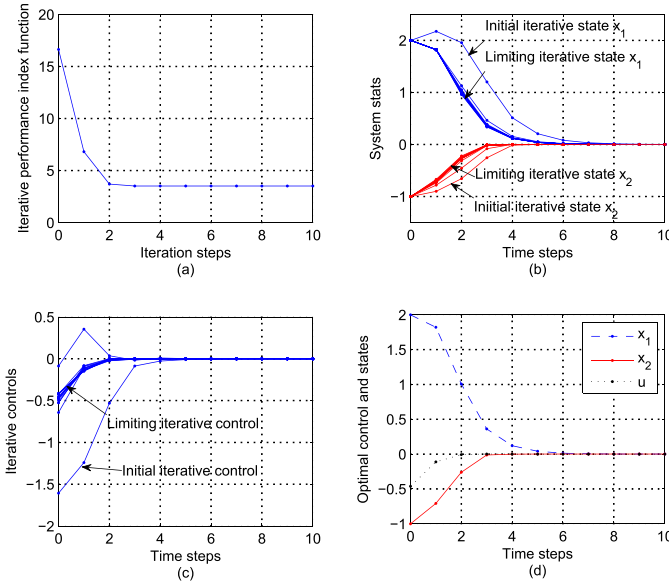 Iterative performance index function
20
15
10
5
0
0 2 4 6 8 10
Iteration steps
(a)
System stats
2
1
0
−1
Initial iterative state x1
Limiting iterative state x1
Limiting iterative state x2
Iniitial iterative state x2
0 2 4 6 8 10
Time steps
(b)
Iterative controls
0.5
0
−0.5
−1
−1.5
−2
Limiting iterative control
Initial iterative control
0 2 4 6 8 10
Time steps
(c)
Optimal control and states
2
1.5
1
0.5
0
−0.5
−1
x1
x2
u
0 2 4 6 8 10
Time steps
(d)